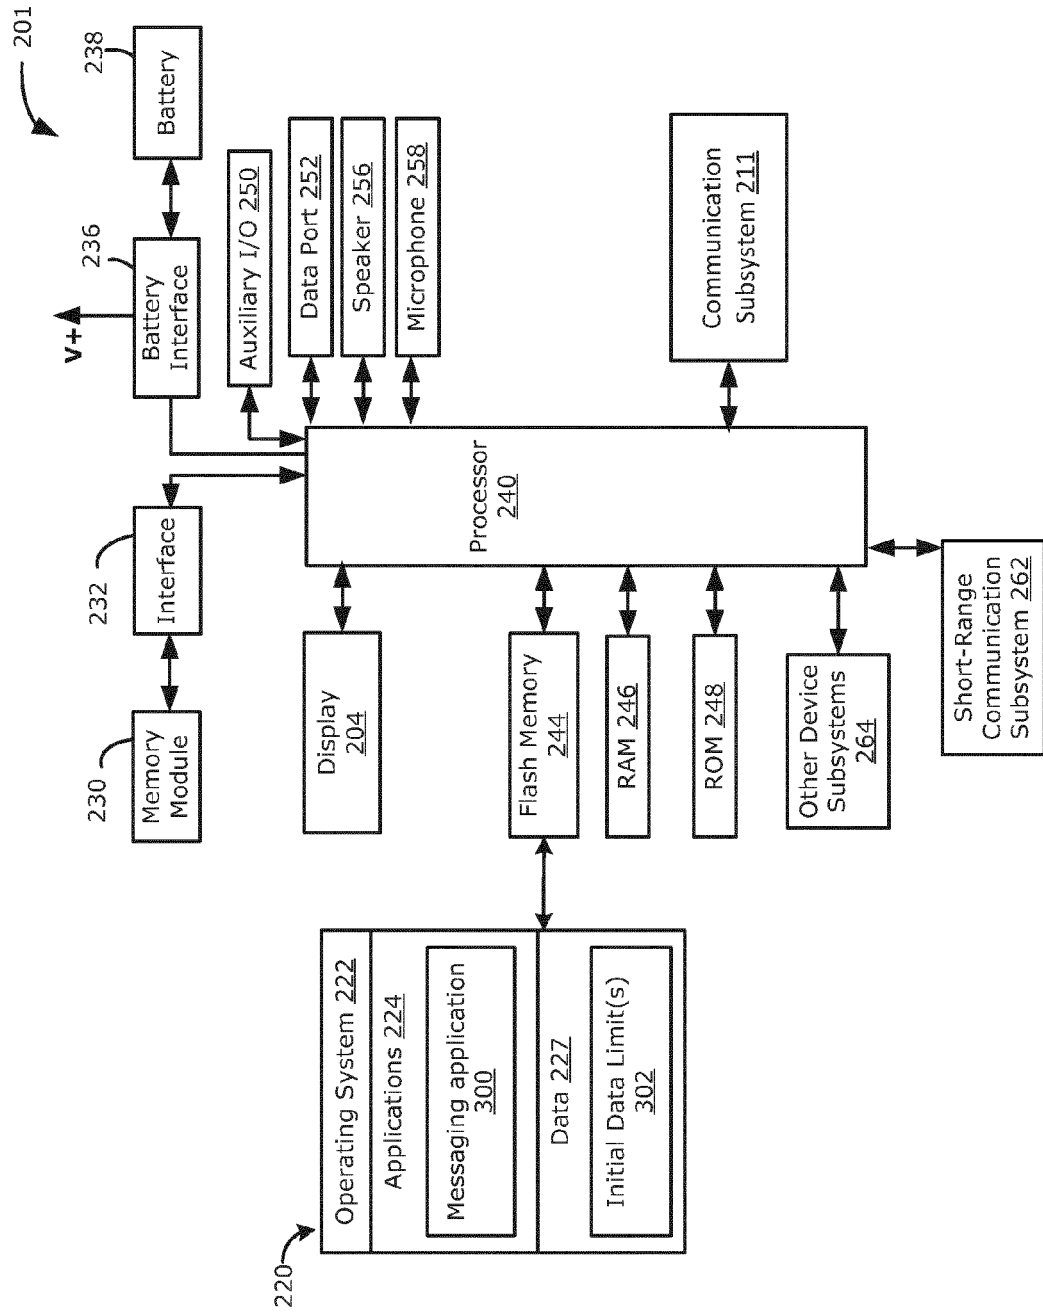 201
230
Memory
Module
232
Interface
V+
236
Battery
Interface
238
Battery
Display
204
Auxiliary I/O 250
Data Port 252
Speaker 256
Microphone 258
220
Operating System 222
Applications 224
Messaging application
300
Data 227
Initial Data Limit(s)
302
Flash Memory
244
RAM 246
ROM 248
Processor
240
Communication
Subsystem 211
Other Device
Subsystems
264
Short-Range
Communication
Subsystem 262